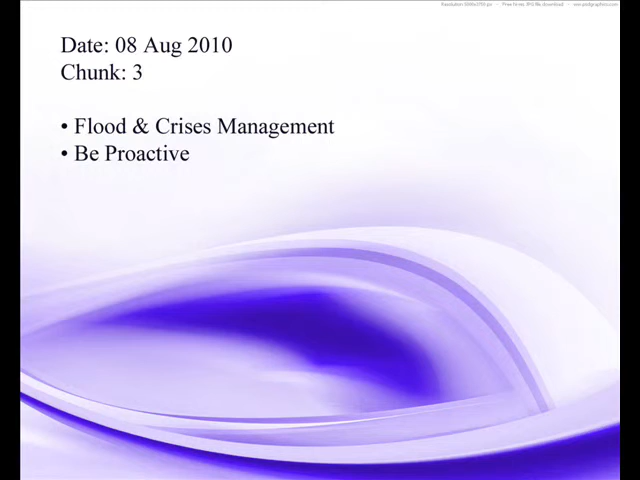 Date: 08 Aug 2010
Chunk: 3
• Flood & Crises Management
• Be Proactive